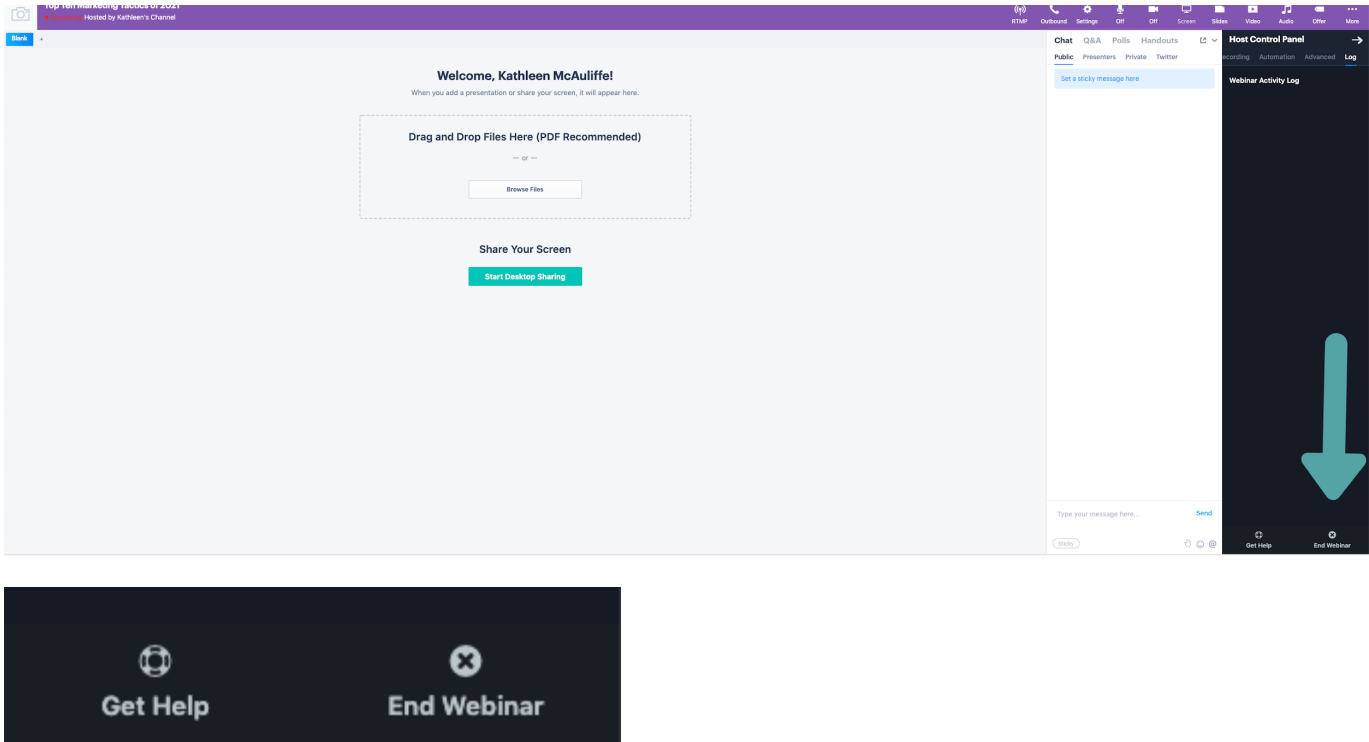 Top Ten Marketing Tactics of 2021
Hosted by Kathleen's Channel
RTMP Outbound Settings Off Off Screen Slides Video Audio Offer More
Blank +
Welcome, Kathleen McAuliffe!
When you add a presentation or share your screen, it will appear here.
Drag and Drop Files Here (PDF Recommended)
— or —
Browse Files
Share Your Screen
Start Desktop Sharing
Chat Q&A Polls Handouts
Public Presenters Private Twitter
Set a sticky message here
Type your message here... Send
Sticky @
Host Control Panel →
ecording Automation Advanced Log
Webinar Activity Log
Get Help End Webinar
Get Help End Webinar